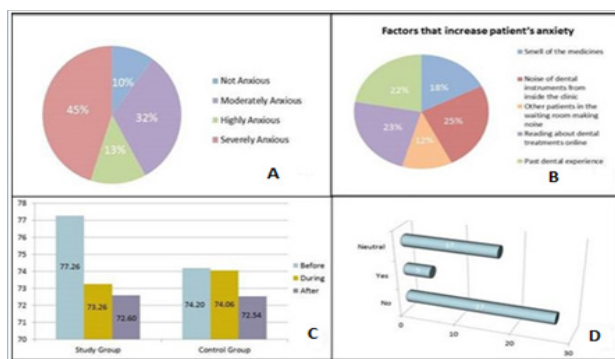 10%
32%
13%
45%
Not Anxious
Moderately Anxious
Highly Anxious
Severely Anxious
A
Factors that increase patient's anxiety
18%
25%
12%
23%
22%
Smell of the medicines
Noise of dental
instruments from
inside the clinic
Other patients in the
waiting room making
noise
Reading about dental
treatments online
Past dental experience
B
78
77
76
75
74
73
72
71
70
77.26
73.26
72.60
74.20
74.06
72.54
Before
During
After
Study Group
Control Group
C
Neutral
Yes
No
0
10
20
30
D